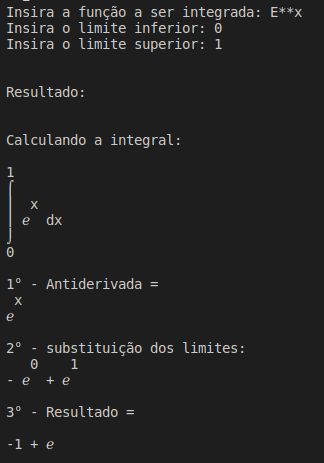 Insira a função a ser integrada: E**x
Insira o limite inferior: 0
Insira o limite superior: 1
Resultado:
Calculando a integral:
1
⌠
⎮  x
⎮ ℯ  dx
⌡
0
1° - Antiderivada =
 x
ℯ
2° - substituição dos limites:
   0    1
- ℯ  + ℯ
3° - Resultado =
-1 + ℯ